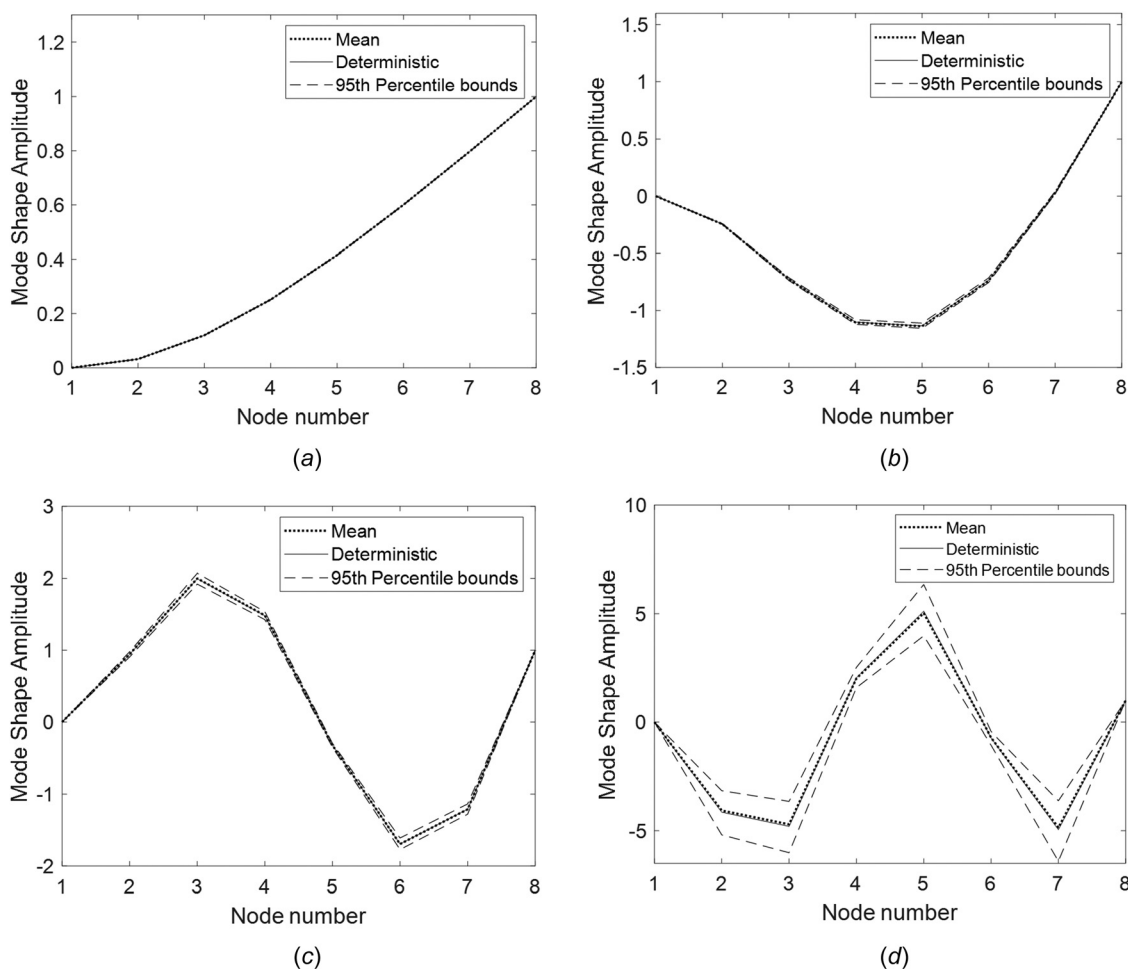 1.2
1
0.8
0.6
0.4
0.2
0
Mode Shape Amplitude
Mean
Deterministic
95th Percentile bounds
1 2 3 4 5 6 7 8
Node number
(a)
1.5
1
0.5
0
-0.5
-1
-1.5
Mode Shape Amplitude
Mean
Deterministic
95th Percentile bounds
1 2 3 4 5 6 7 8
Node number
(b)
3
2
1
0
-1
-2
Mode Shape Amplitude
Mean
Deterministic
95th Percentile bounds
1 2 3 4 5 6 7 8
Node number
(c)
10
5
0
-5
Mode Shape Amplitude
Mean
Deterministic
95th Percentile bounds
1 2 3 4 5 6 7 8
Node number
(d)